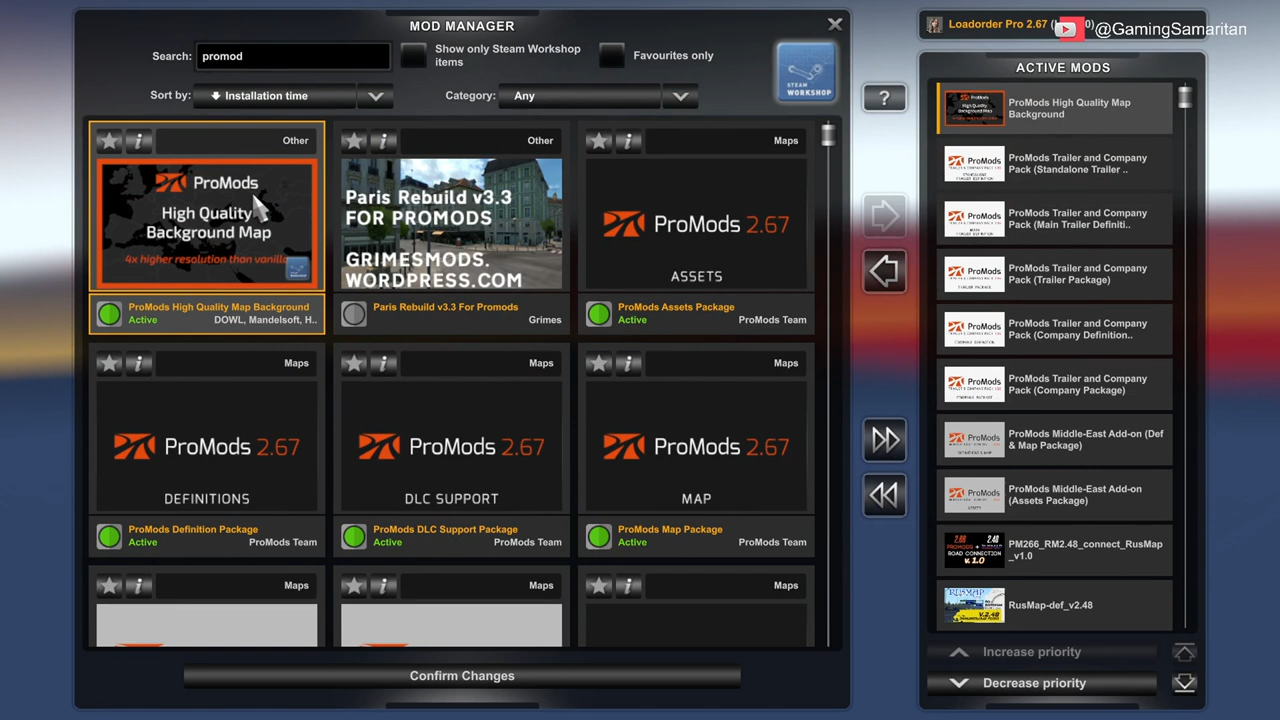 MOD MANAGER
Search:
promod
Show only Steam Workshop
items
Favourites only
STEAM
WORKSHOP
Sort by:
Installation time
Category:
Any
Other
ProMods
High Quality
Background Map
4x higher resolution than vanilla
ProMods High Quality Map Background
Active
DOWL, Mandelsoft, H..
Other
Paris Rebuild v3.3
FOR PROMODS
GRIMESMODS.
WORDPRESS.COM
Paris Rebuild v3.3 For Promods
Grimes
Maps
ProMods 2.67
ASSETS
ProMods Assets Package
Active
ProMods Team
Maps
ProMods 2.67
DEFINITIONS
ProMods Definition Package
Active
ProMods Team
Maps
ProMods 2.67
DLC SUPPORT
ProMods DLC Support Package
Active
ProMods Team
Maps
ProMods 2.67
MAP
ProMods Map Package
Active
ProMods Team
Maps
Maps
Maps
Confirm Changes
?
Loadorder Pro 2.67
@GamingSamaritan
ACTIVE MODS
ProMods High Quality Map
Background
ProMods Trailer and Company
Pack (Standalone Trailer ..
ProMods Trailer and Company
Pack (Main Trailer Definiti..
ProMods Trailer and Company
Pack (Trailer Package)
ProMods Trailer and Company
Pack (Company Definition..
ProMods Trailer and Company
Pack (Company Package)
ProMods Middle-East Add-on (Def
& Map Package)
ProMods Middle-East Add-on
(Assets Package)
PM266_RM2.48_connect_RusMap
_v1.0
RusMap-def_v2.48
Increase priority
Decrease priority